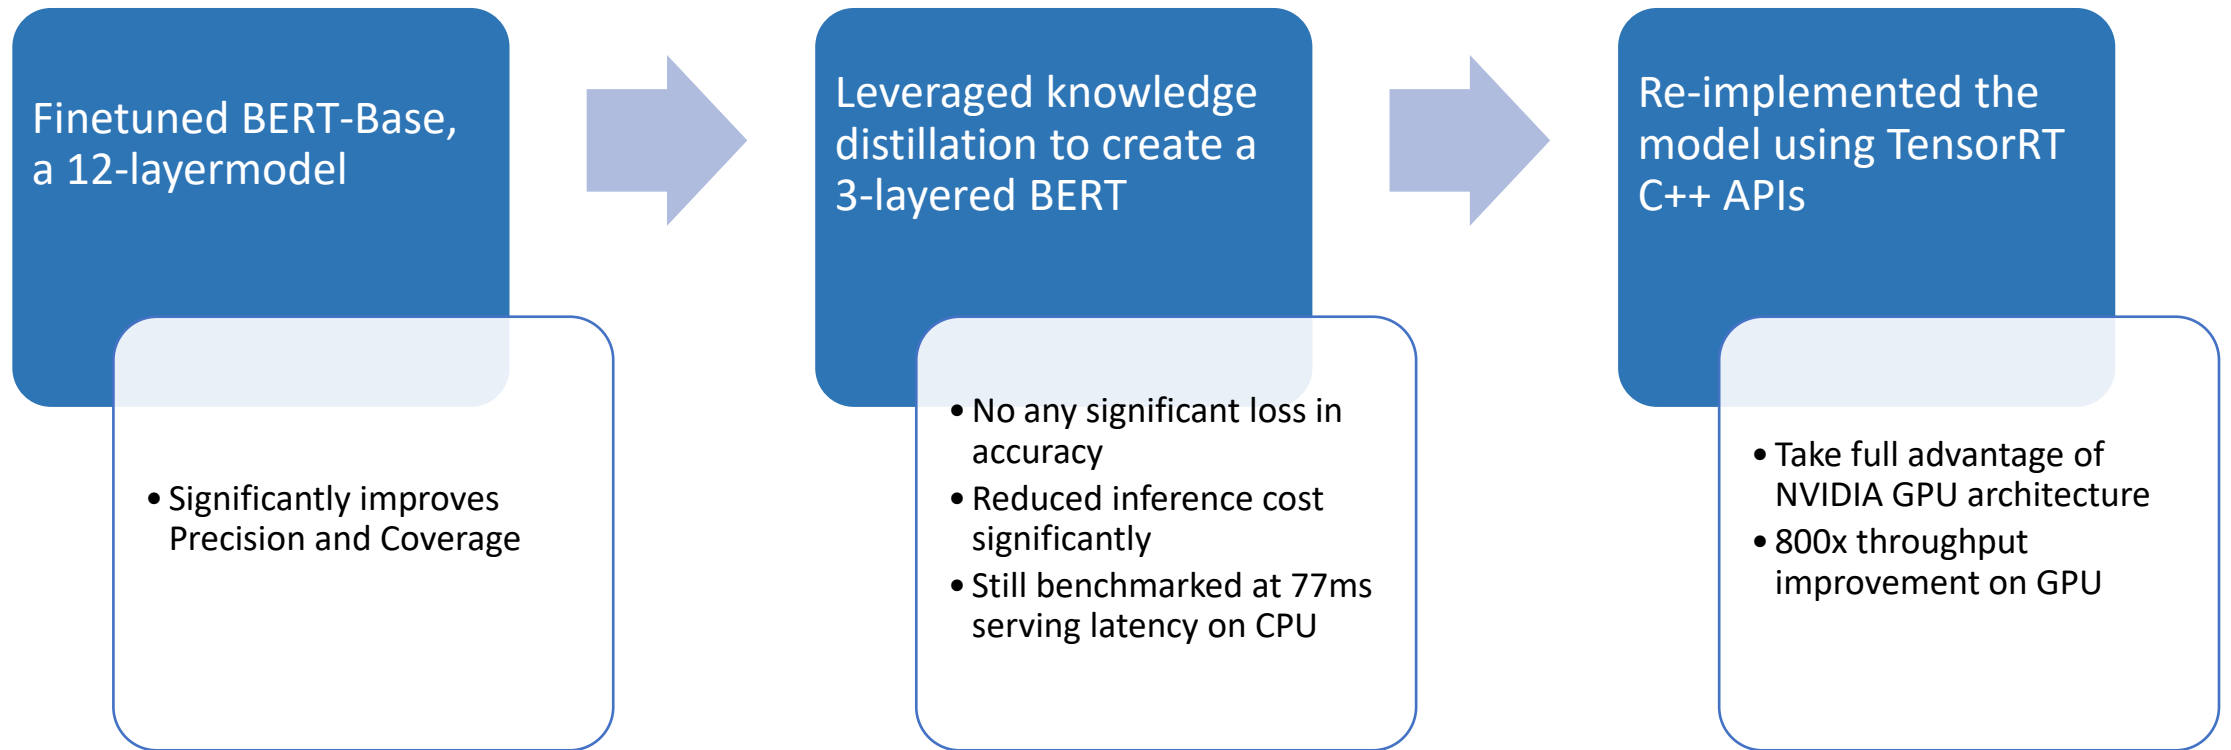 Finetuned BERT-Base,
a 12-layermodel
• Significantly improves
Precision and Coverage
Leveraged knowledge
distillation to create a
3-layered BERT
• No any significant loss in
accuracy
• Reduced inference cost
significantly
• Still benchmarked at 77ms
serving latency on CPU
Re-implemented the
model using TensorRT
C++ APIs
• Take full advantage of
NVIDIA GPU architecture
• 800x throughput
improvement on GPU